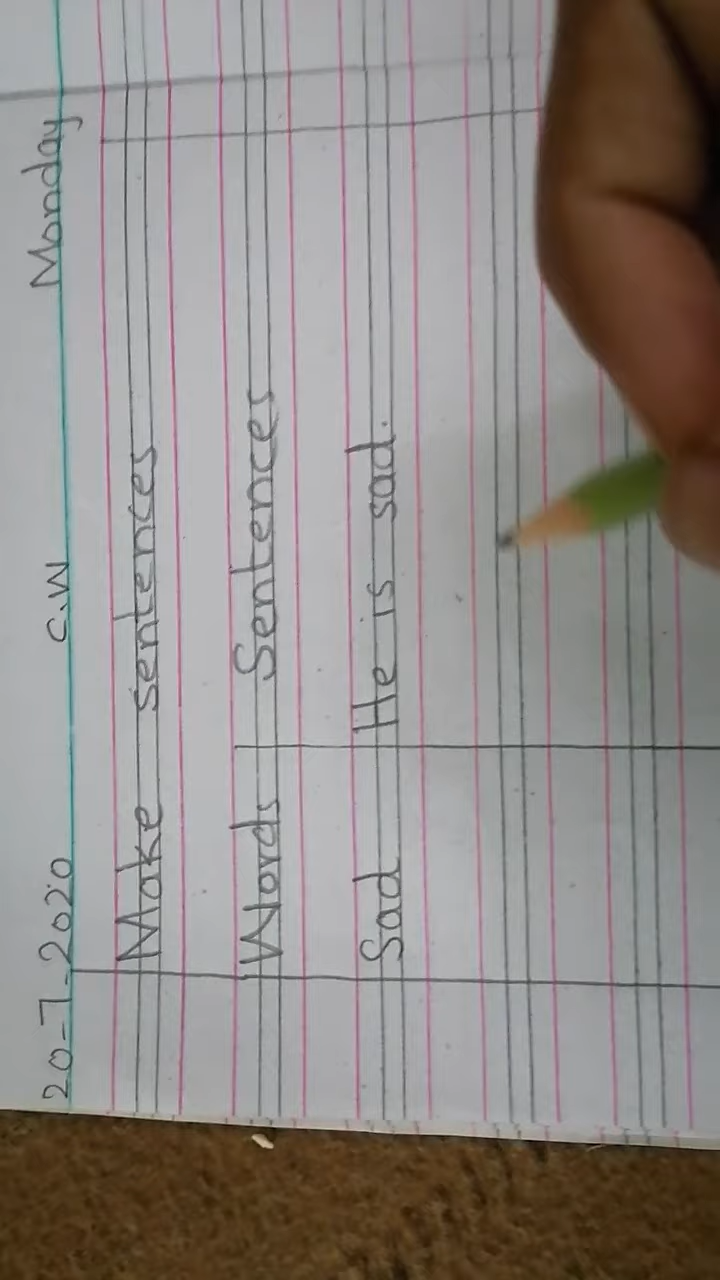 20-7-2020 C.W Monday
Make sentences
Words Sentences
Sad He is sad.